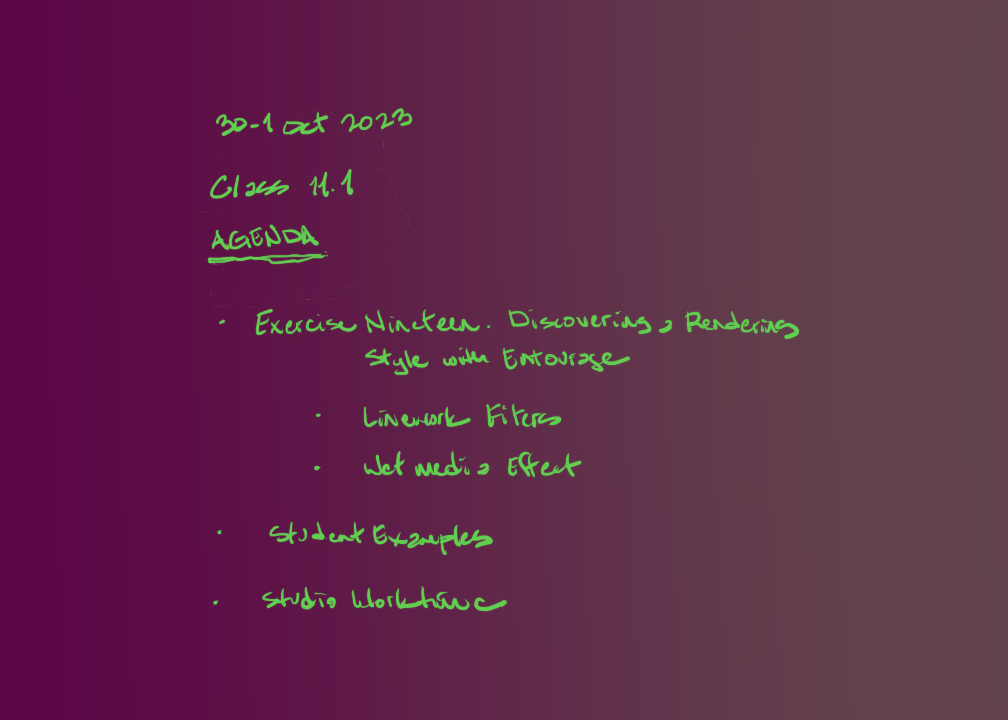 30-1 Oct 2023
Class 11.1
AGENDA
• Exercise Nineteen. Discovering a Rendering
Style with Entourage
• Linework Filters
• Wet media Effect
• Student Examples
• Studio Worktime